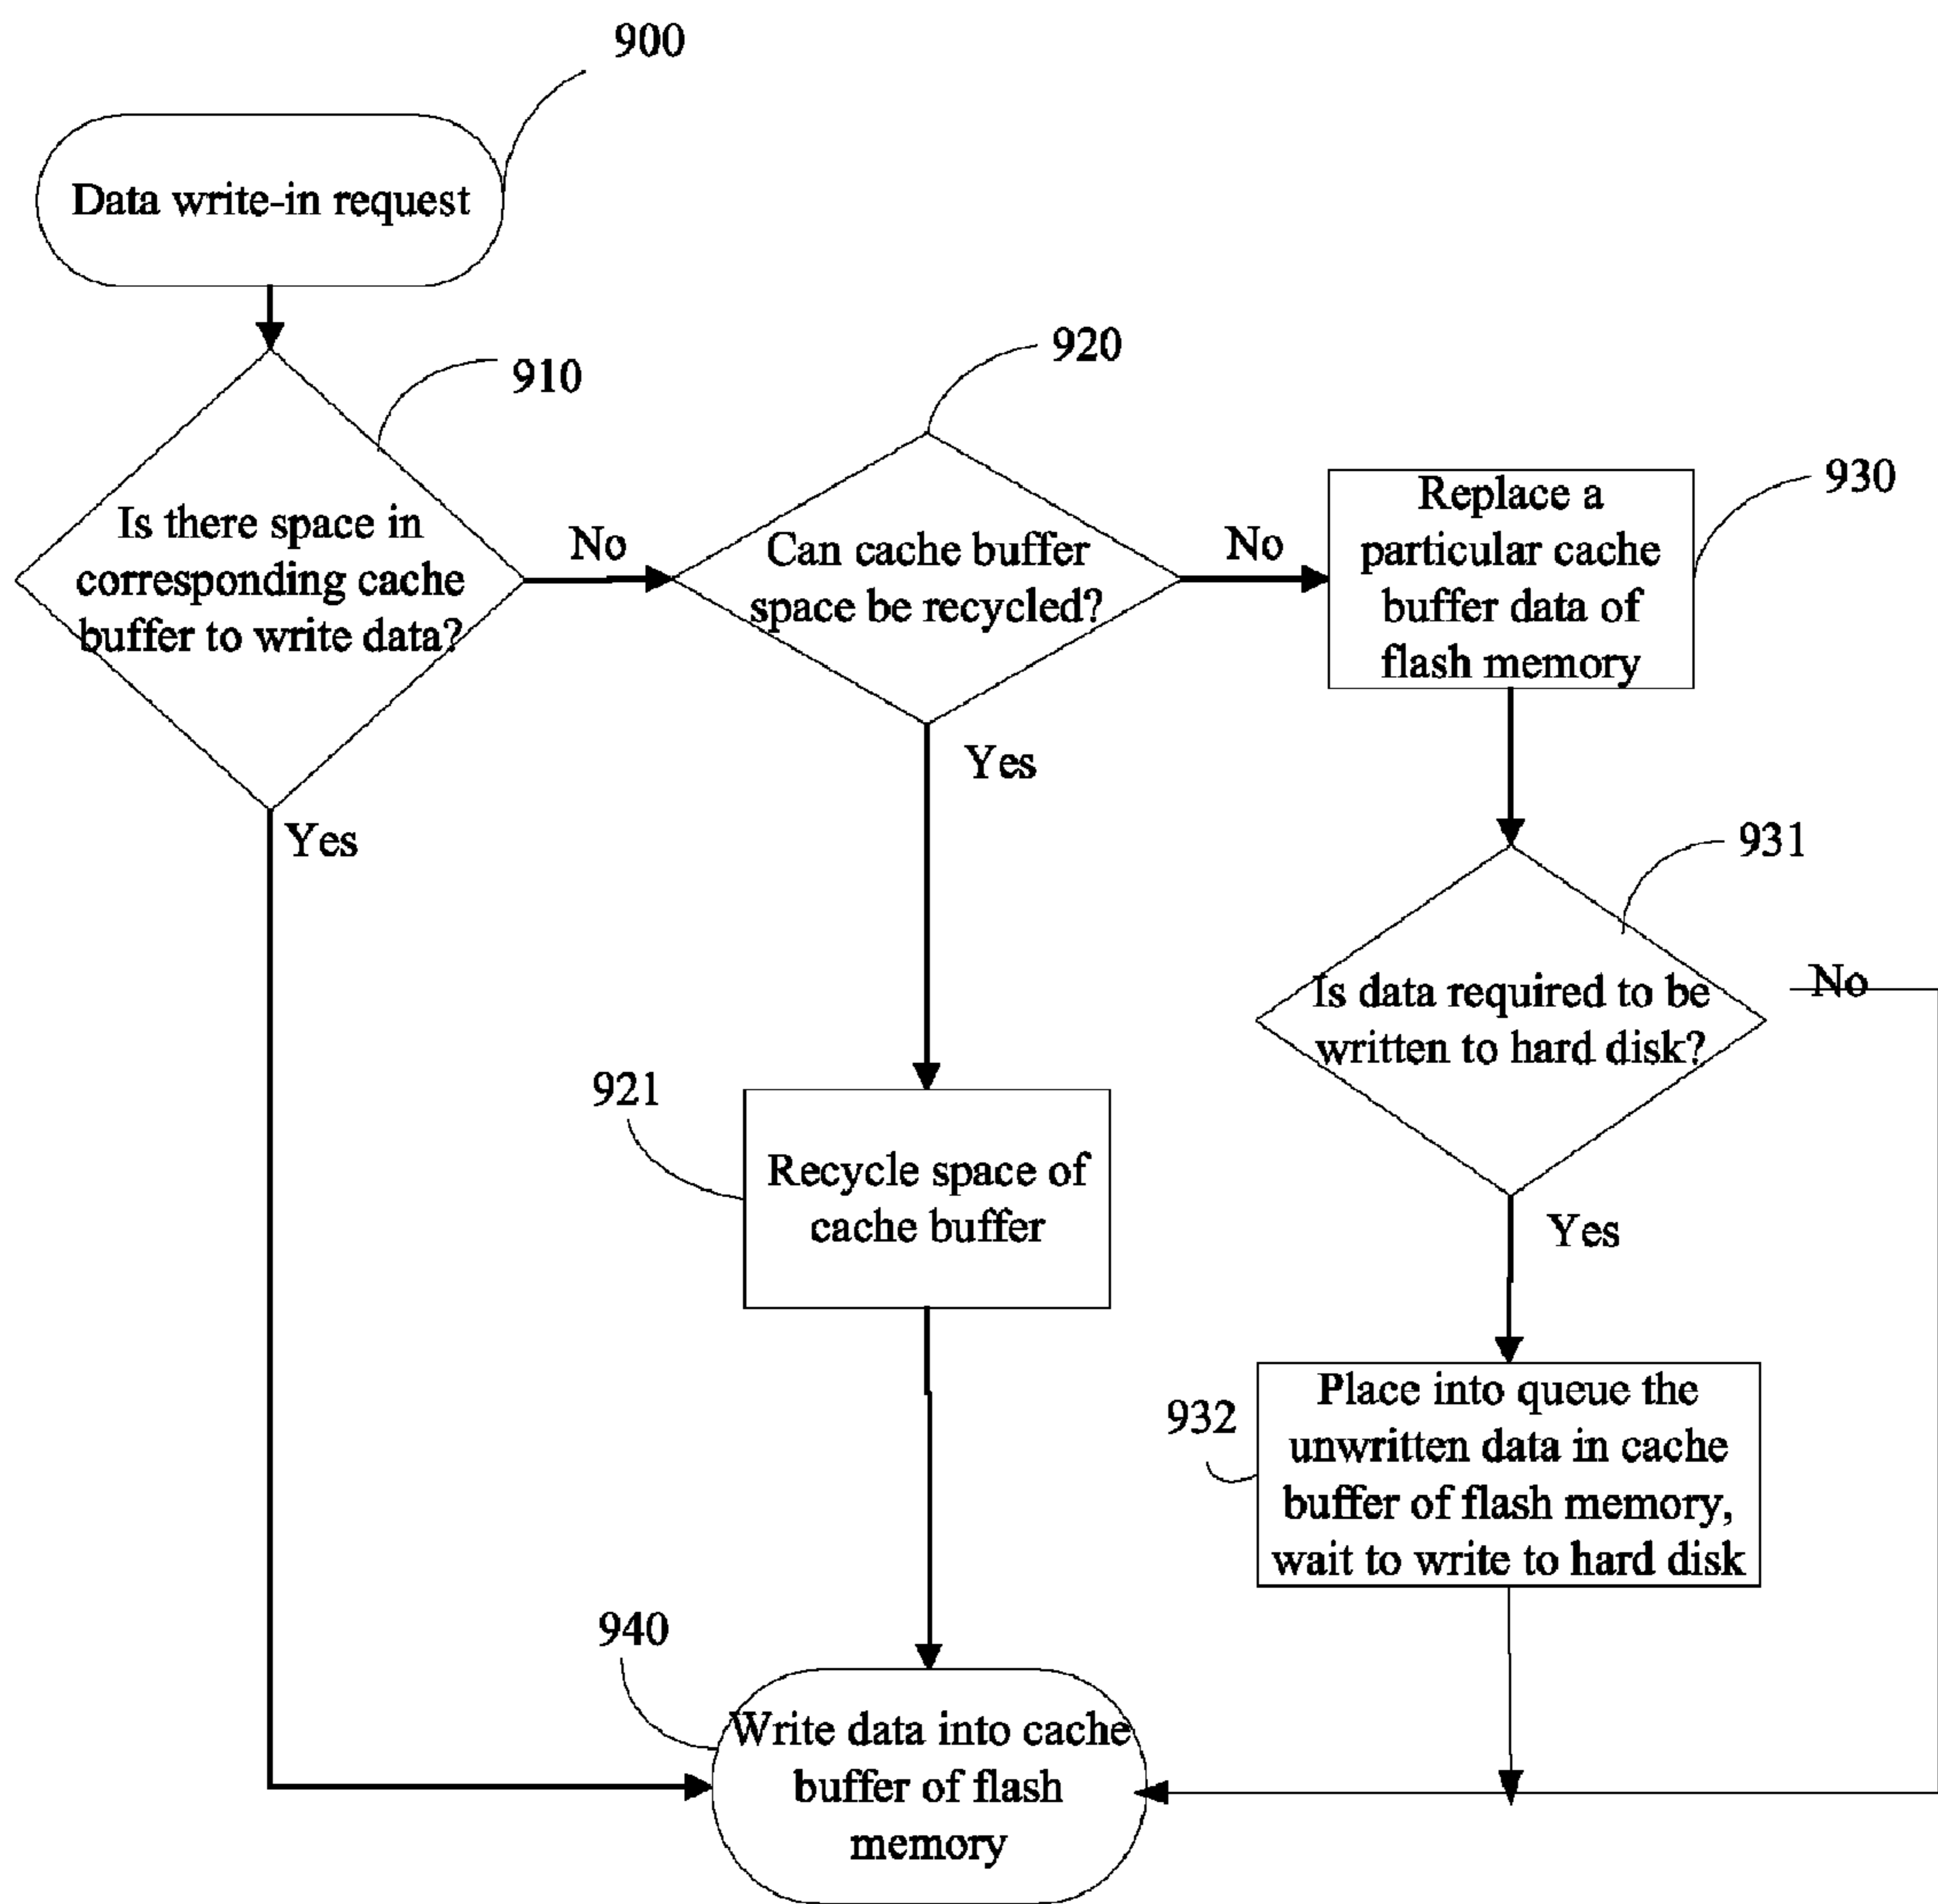 900
Data write-in request
910
Is there space in
corresponding cache
buffer to write data?
No
Yes
920
Can cache buffer
space be recycled?
No
Yes
930
Replace a
particular cache
buffer data of
flash memory
931
Is data required to be
written to hard disk?
No
Yes
921
Recycle space of
cache buffer
932
Place into queue the
unwritten data in cache
buffer of flash memory,
wait to write to hard disk
940
Write data into cache
buffer of flash
memory